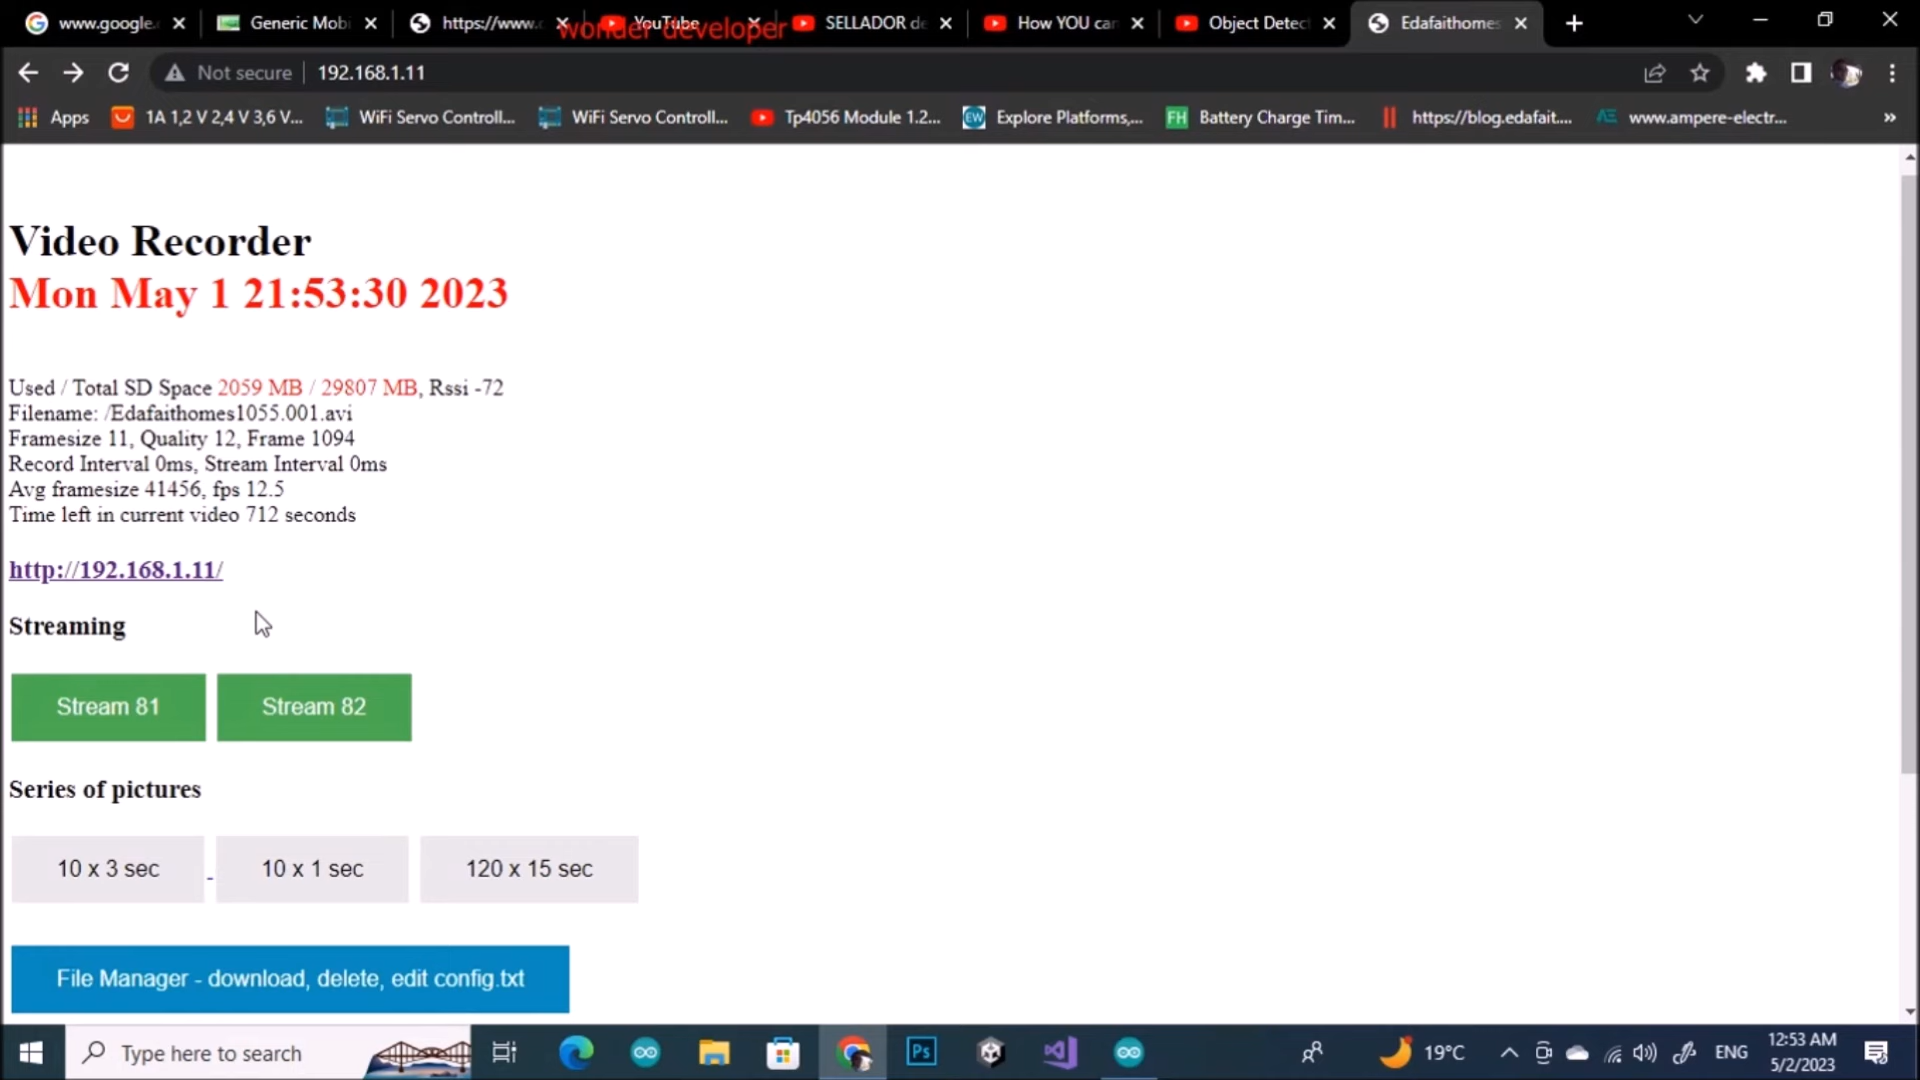 www.google.
Generic Mobi
https://www.
YouTube
SELLADOR de
How YOU can
Object Detec
Edafaithomes
wonder developer
Not secure
192.168.1.11
Apps
1A 1,2 V 2,4 V 3,6 V...
WiFi Servo Controll...
WiFi Servo Controll...
Tp4056 Module 1.2...
EW
Explore Platforms,...
FH
Battery Charge Tim...
https://blog.edafait....
AE
www.ampere-electr...
»
Video Recorder
Mon May 1 21:53:30 2023
Used / Total SD Space 2059 MB / 29807 MB, Rssi -72
Filename: /Edafaithomes1055.001.avi
Framesize 11, Quality 12, Frame 1094
Record Interval 0ms, Stream Interval 0ms
Avg framesize 41456, fps 12.5
Time left in current video 712 seconds
http://192.168.1.11/
Streaming
Stream 81
Stream 82
Series of pictures
10 x 3 sec
10 x 1 sec
120 x 15 sec
File Manager - download, delete, edit config.txt
Type here to search
Ps
19°C
ENG
12:53 AM
5/2/2023